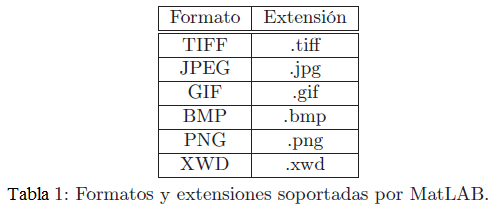 Formato Extensión
TIFF .tiff
JPEG .jpg
GIF .gif
BMP .bmp
PNG .png
XWD .xwd
Tabla 1: Formatos y extensiones soportadas por MatLAB.